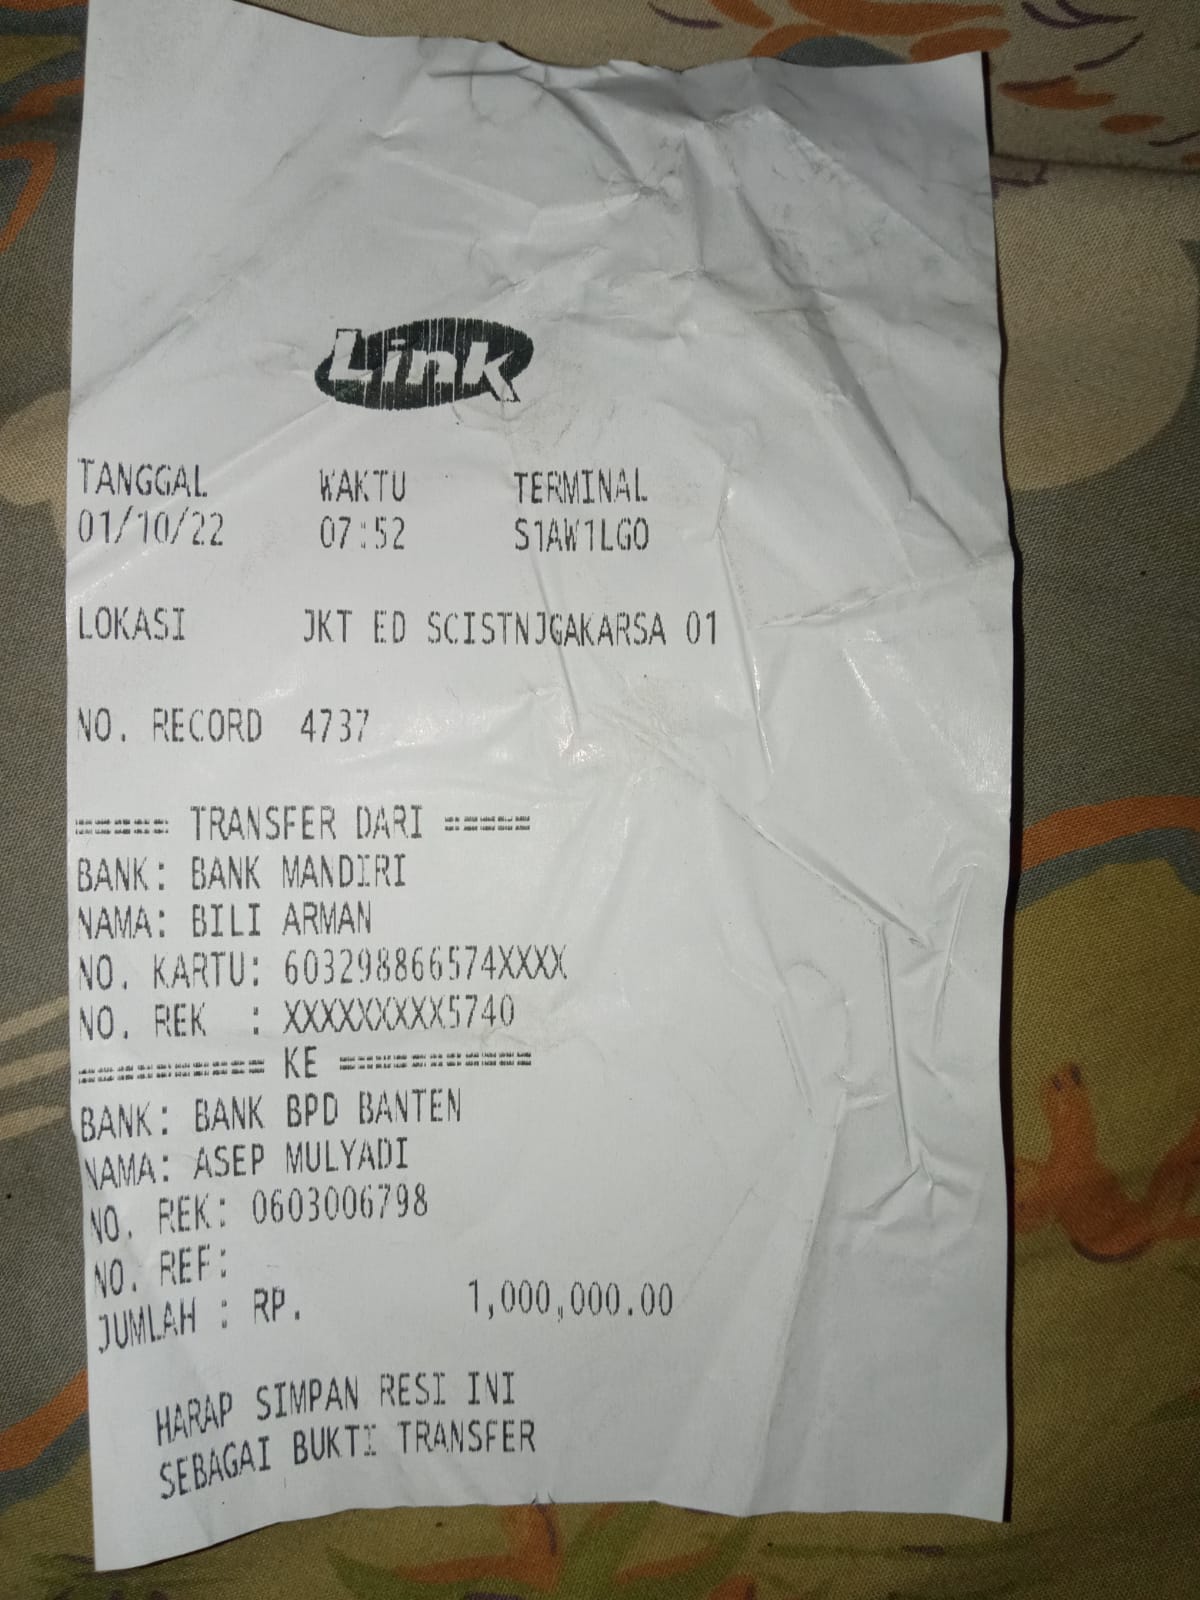 Link
TANGGAL WAKTU TERMINAL
01/10/22 07:52 S1AW1LGO
LOKASI JKT ED SCISTNJGAKARSA 01
NO. RECORD 4737
====== TRANSFER DARI ======
BANK: BANK MANDIRI
NAMA: BILI ARMAN
NO. KARTU: 603298866574XXXX
NO. REK : XXXXXXXXX5740
============ KE ============
BANK: BANK BPD BANTEN
NAMA: ASEP MULYADI
NO. REK: 0603006798
NO. REF:
JUMLAH : RP. 1,000,000.00
HARAP SIMPAN RESI INI
SEBAGAI BUKTI TRANSFER